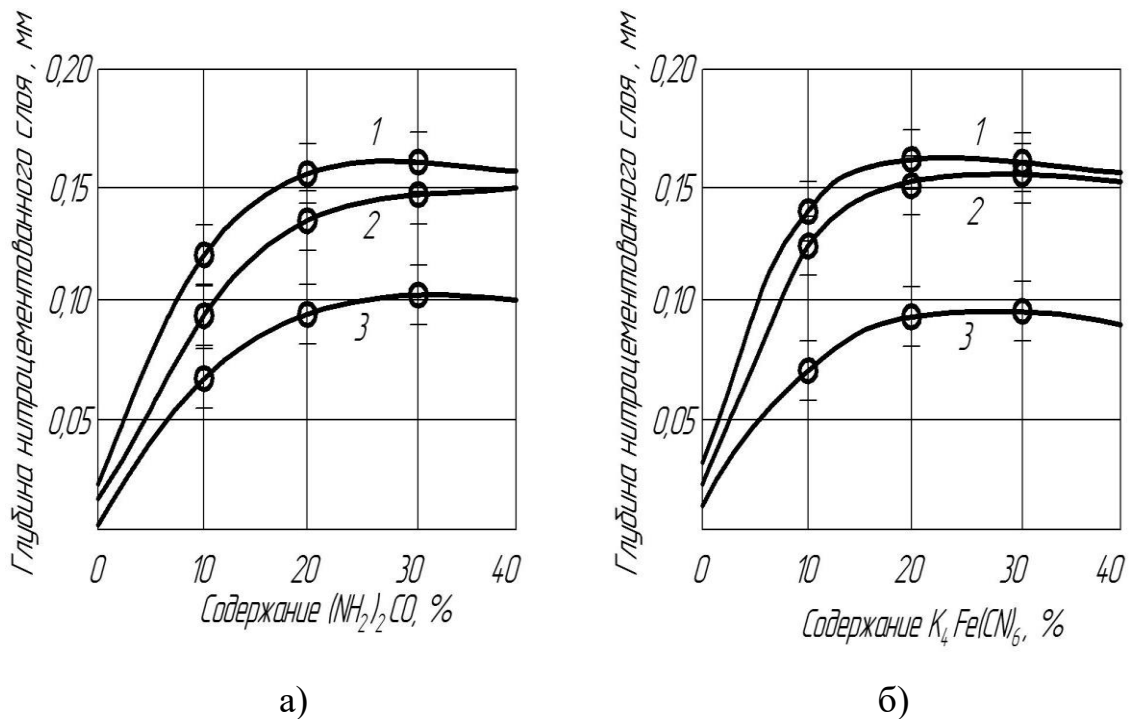 Глубина нитроцементованного слоя, мм
0,20
0,15
0,10
0,05
1
2
3
0 10 20 30 40
Содержание (NH₂)₂CO, %
а)
Глубина нитроцементованного слоя, мм
0,20
0,15
0,10
0,05
1
2
3
0 10 20 30 40
Содержание K₄Fe(CN)₆, %
б)